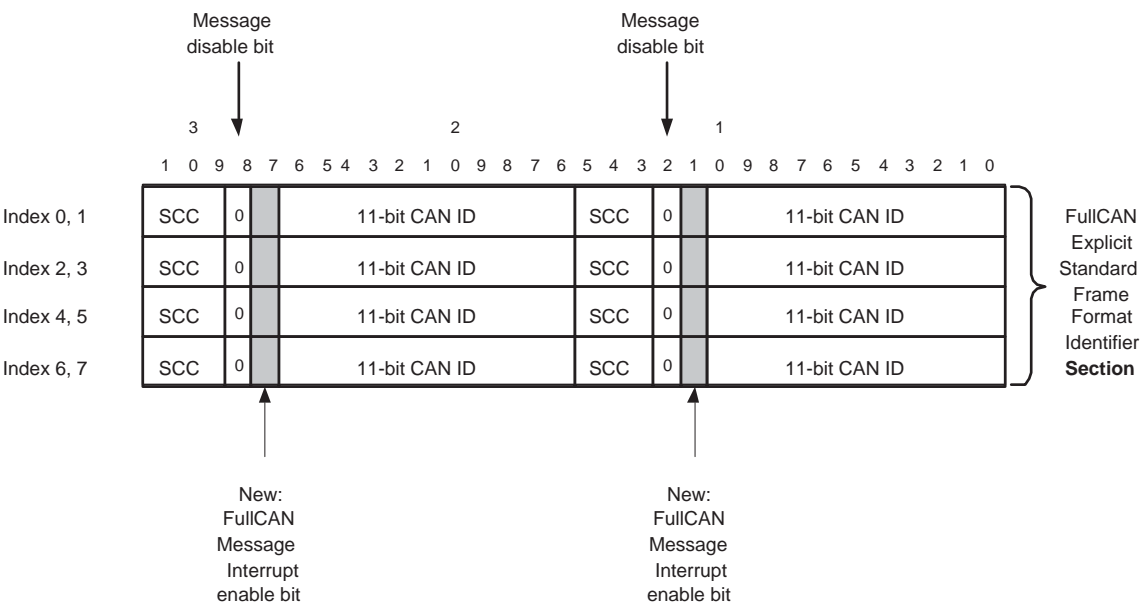 Message
disable bit
Message
disable bit
3 2 1
1 0 9 8 7 6 5 4 3 2 1 0 9 8 7 6 5 4 3 2 1 0 9 8 7 6 5 4 3 2 1 0
Index 0, 1 SCC 0 11-bit CAN ID SCC 0 11-bit CAN ID
Index 2, 3 SCC 0 11-bit CAN ID SCC 0 11-bit CAN ID
Index 4, 5 SCC 0 11-bit CAN ID SCC 0 11-bit CAN ID
Index 6, 7 SCC 0 11-bit CAN ID SCC 0 11-bit CAN ID
FullCAN
Explicit
Standard
Frame
Format
Identifier
Section
New:
FullCAN
Message
Interrupt
enable bit
New:
FullCAN
Message
Interrupt
enable bit